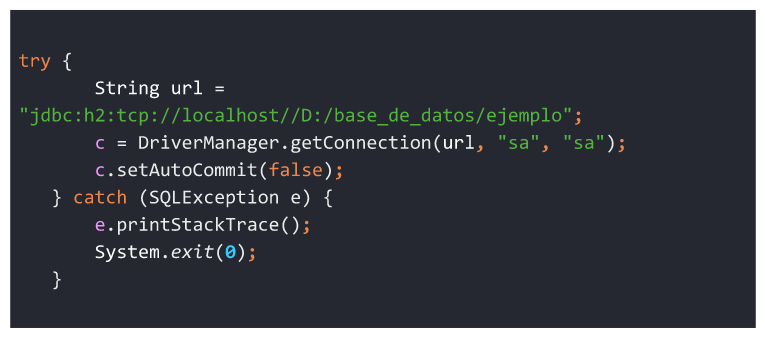 try {
String url =
"jdbc:h2:tcp://localhost//D:/base_de_datos/ejemplo";
c = DriverManager.getConnection(url, "sa", "sa");
c.setAutoCommit(false);
} catch (SQLException e) {
e.printStackTrace();
System.exit(0);
}